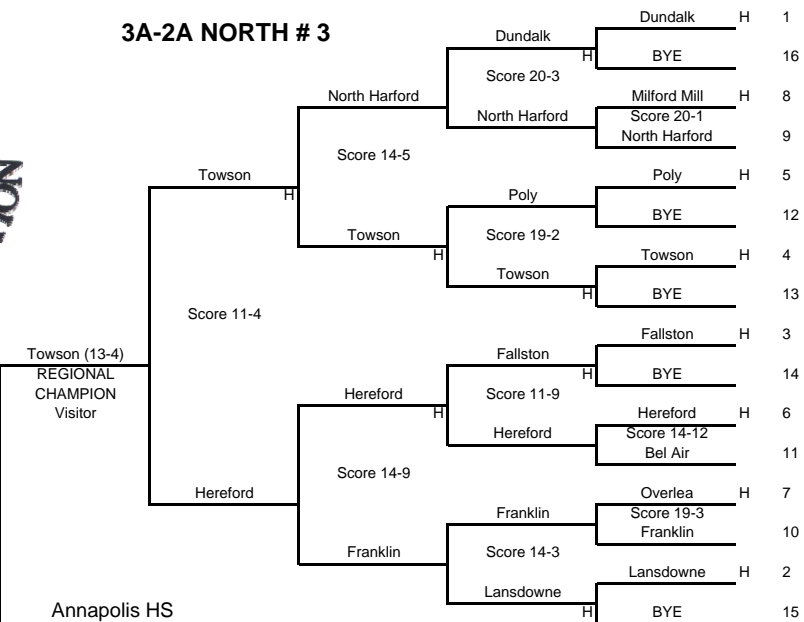 3A-2A NORTH # 3
Dundalk H 1
Dundalk
H BYE 16
Score 20-3
North Harford Milford Mill H 8
North Harford Score 20-1
North Harford 9
Score 14-5
Towson Poly H 5
H
Poly
BYE 12
Towson Score 19-2
H Towson H 4
Towson
H BYE 13
Score 11-4
Fallston H 3
Towson (13-4) Fallston
REGIONAL H BYE 14
CHAMPION Hereford Score 11-9
Visitor H Hereford H 6
Hereford Score 14-12
Bel Air 11
Score 14-9
Hereford Overlea H 7
Franklin Score 19-3
Franklin 10
Franklin Score 14-3
Lansdowne H 2
Lansdowne
Annapolis HS H BYE 15